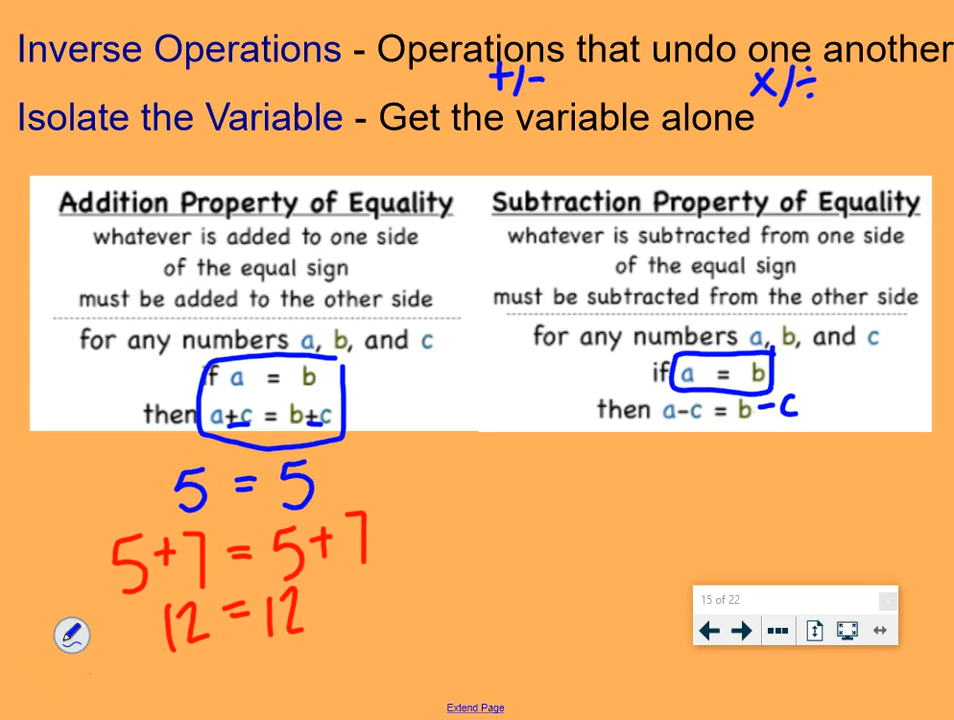 Inverse Operations - Operations that undo one another
+/- x/÷
Isolate the Variable - Get the variable alone
Addition Property of Equality
whatever is added to one side
of the equal sign
must be added to the other side
for any numbers a, b, and c
if a = b
then a+c = b+c
Subtraction Property of Equality
whatever is subtracted from one side
of the equal sign
must be subtracted from the other side
for any numbers a, b, and c
if a = b
then a-c = b-c
5 = 5
5+7 = 5+7
12 = 12
15 of 22
x
Extend Page